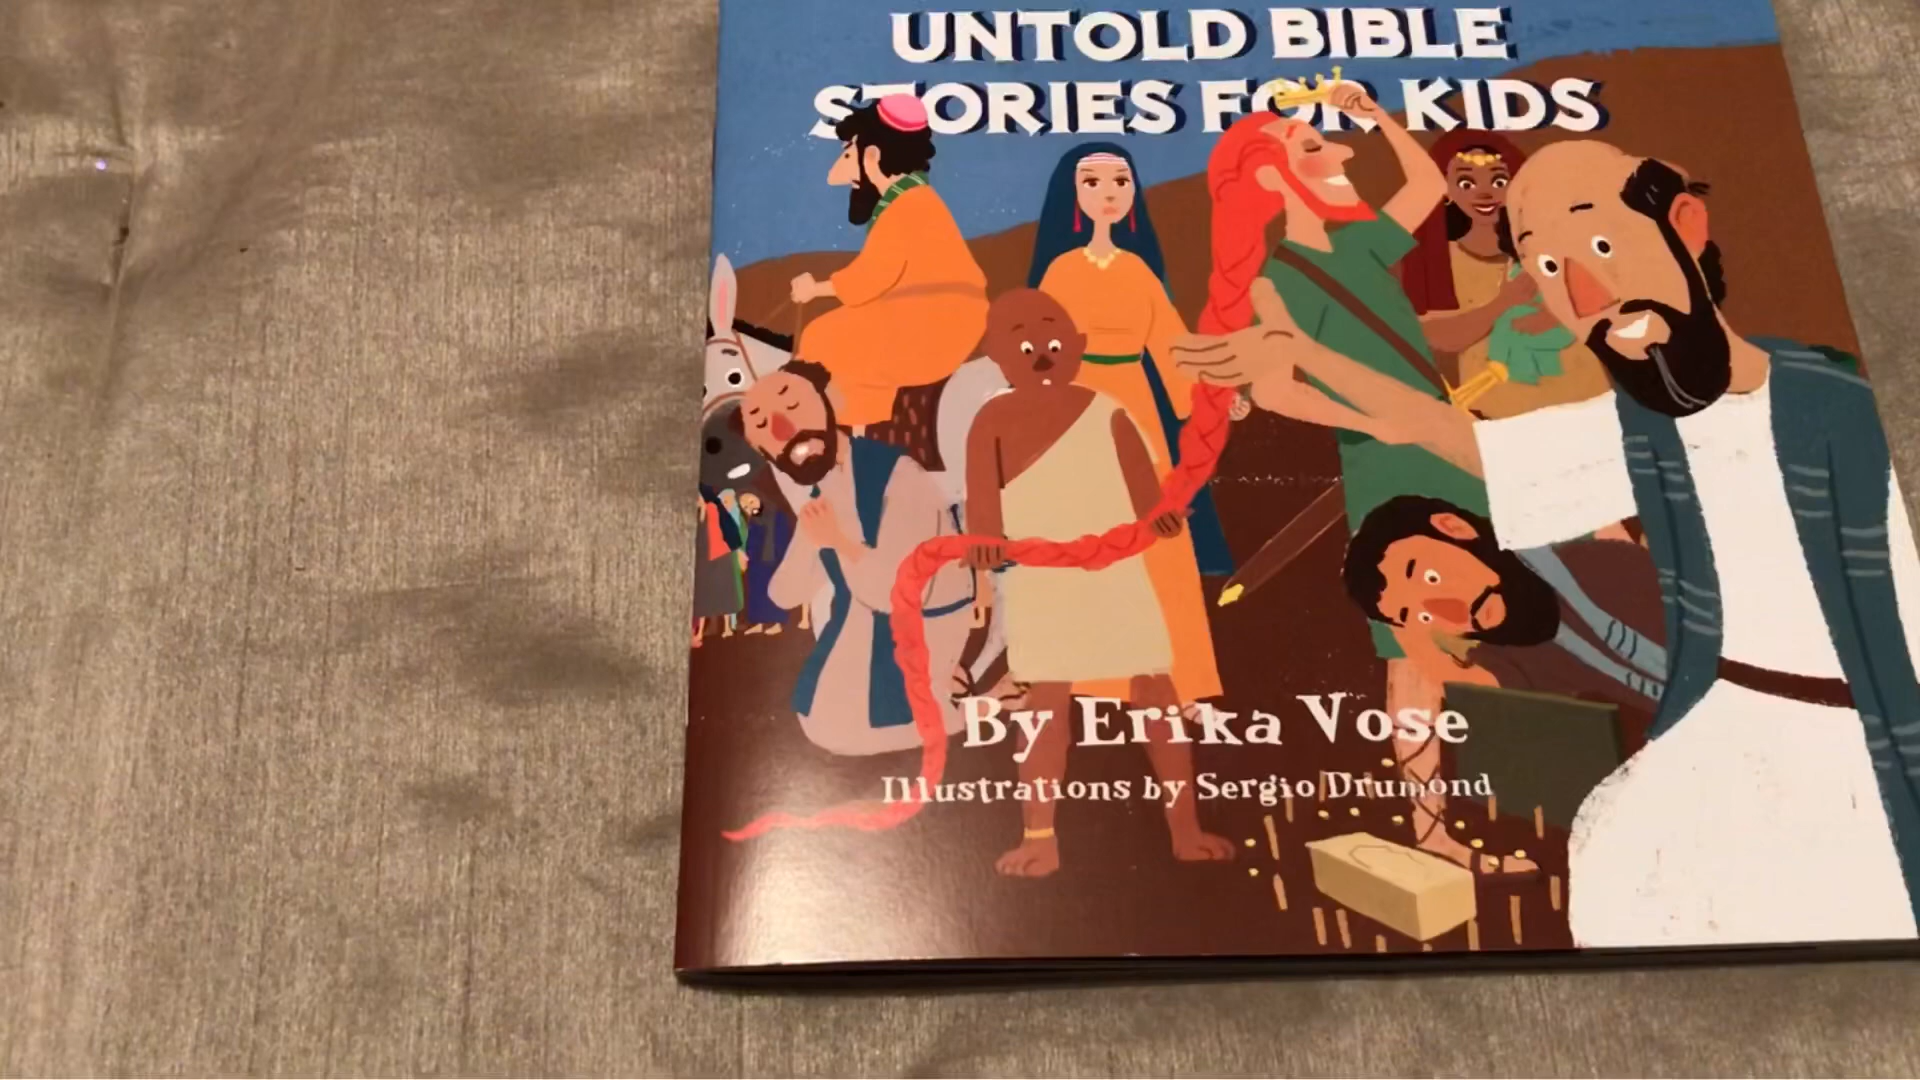 UNTOLD BIBLE
STORIES FOR KIDS
By Erika Vose
Illustrations by Sergio Drumond